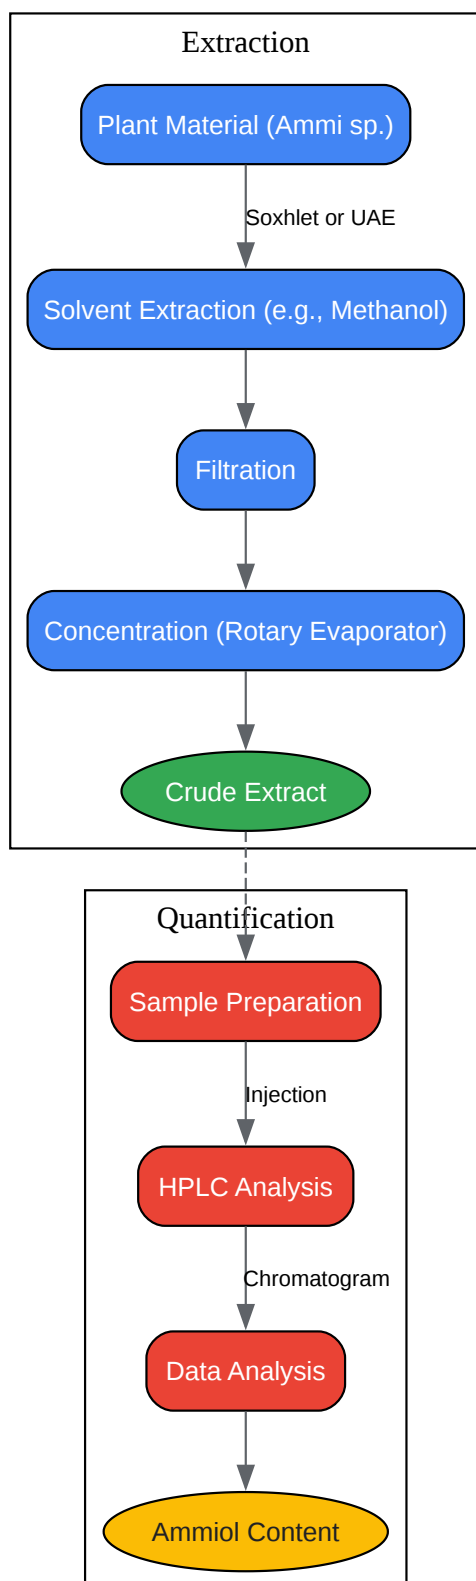 Extraction
Plant Material (Ammi sp.)
Soxhlet or UAE
Solvent Extraction (e.g., Methanol)
Filtration
Concentration (Rotary Evaporator)
Crude Extract
Quantification
Sample Preparation
Injection
HPLC Analysis
Chromatogram
Data Analysis
Ammiol Content